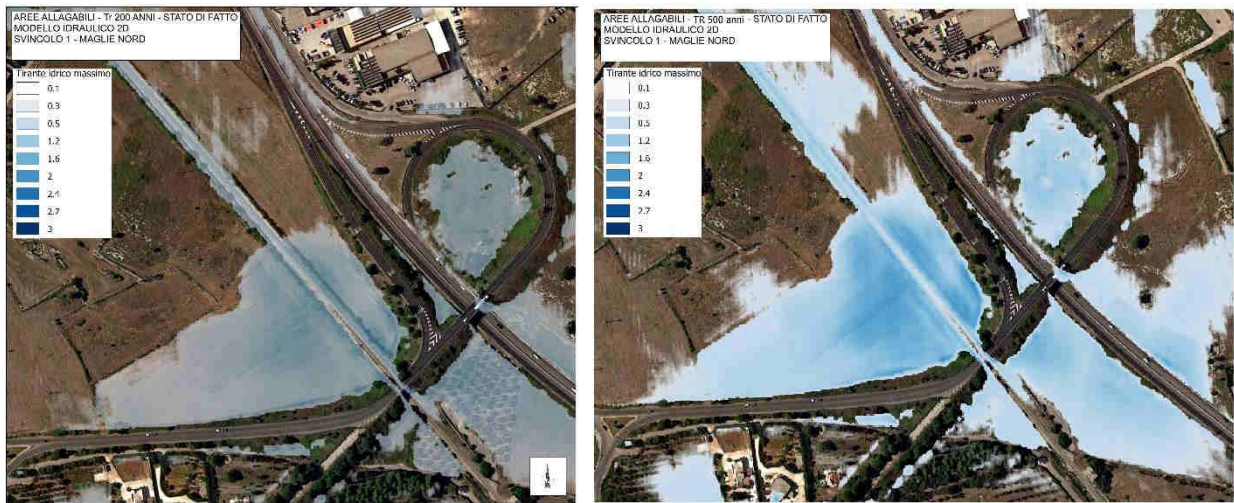 AREE ALLAGABILI - Tr 200 ANNI - STATO DI FATTO
MODELLO IDRAULICO 2D
SVINCOLO 1 - MAGLIE NORD
Tirante idrico massimo
0.1
0.3
0.5
1.2
1.6
2
2.4
2.7
3
AREE ALLAGABILI - TR 500 anni - STATO DI FATTO
MODELLO IDRAULICO 2D
SVINCOLO 1 - MAGLIE NORD
Tirante idrico massimo
0.1
0.3
0.5
1.2
1.6
2
2.4
2.7
3